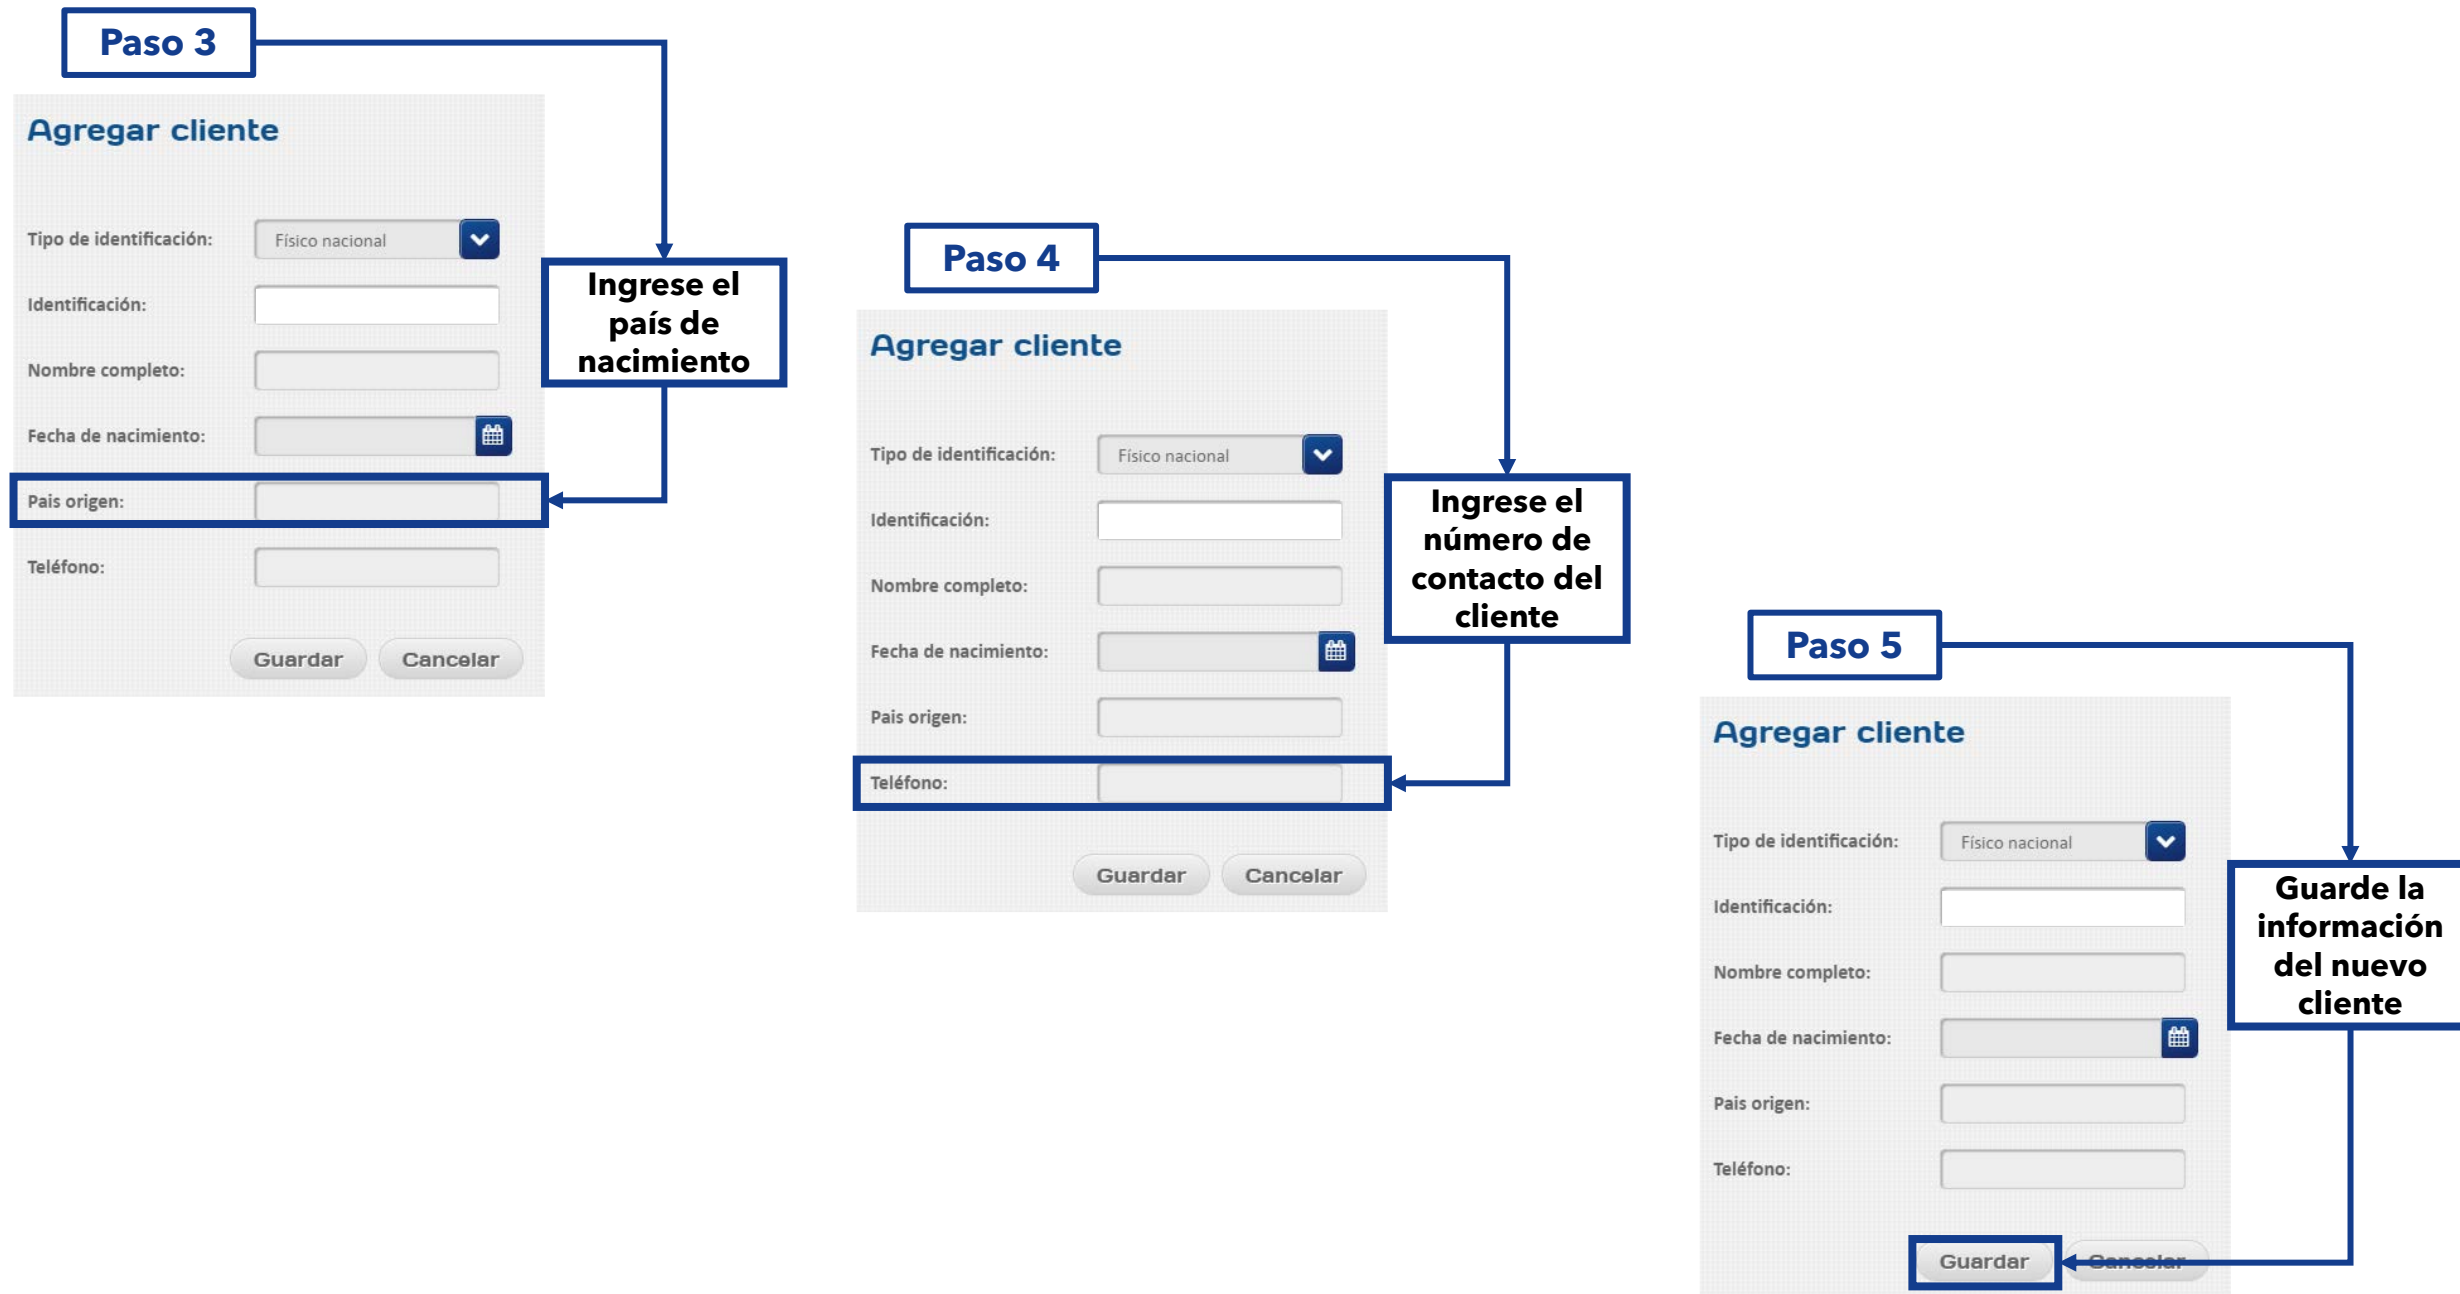 Paso 3
Agregar cliente
Tipo de identificación: Físico nacional
Identificación:
Nombre completo:
Fecha de nacimiento:
Pais origen:
Teléfono:
Guardar Cancelar
Ingrese el
país de
nacimiento
Paso 4
Agregar cliente
Tipo de identificación: Físico nacional
Identificación:
Nombre completo:
Fecha de nacimiento:
Pais origen:
Teléfono:
Guardar Cancelar
Ingrese el
número de
contacto del
cliente
Paso 5
Agregar cliente
Tipo de identificación: Físico nacional
Identificación:
Nombre completo:
Fecha de nacimiento:
Pais origen:
Teléfono:
Guardar Cancelar
Guarde la
información
del nuevo
cliente